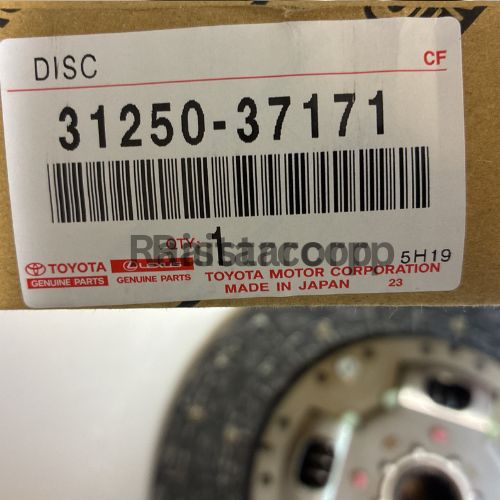 DISC
CF
31250-37171
QTY: 1
5H19
TOYOTA
GENUINE PARTS
LEXUS
GENUINE PARTS
TOYOTA MOTOR CORPORATION
MADE IN JAPAN 23